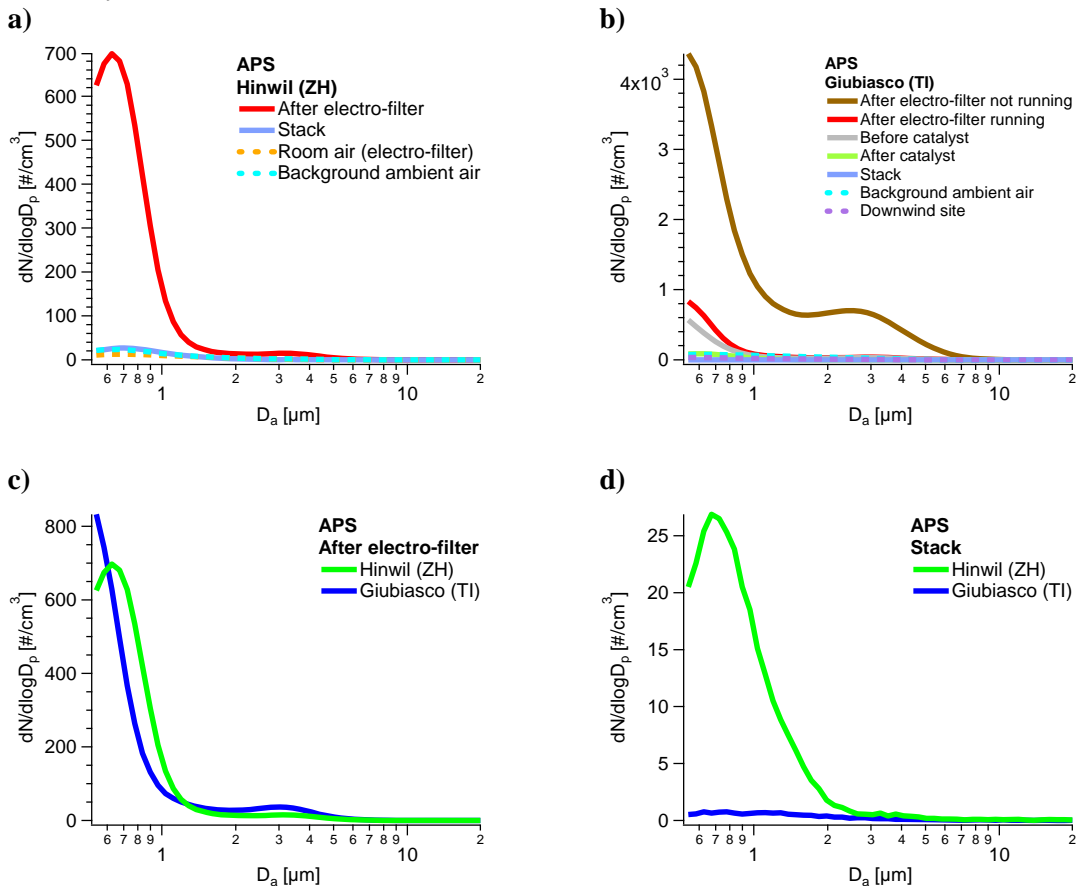 a)
700
600
500
400
300
200
100
0
dN/dlogDp [#/cm3]
APS
Hinwil (ZH)
After electro-filter
Stack
Room air (electro-filter)
Background ambient air
6 7 8 9 2 3 4 5 6 7 8 9 2
1 10
Da [µm]
b)
4x10³
3
2
1
0
dN/dlogDp [#/cm3]
APS
Giubiasco (TI)
After electro-filter not running
After electro-filter running
Before catalyst
After catalyst
Stack
Background ambient air
Downwind site
6 7 8 9 2 3 4 5 6 7 8 9 2
1 10
Da [µm]
c)
800
600
400
200
0
dN/dlogDp [#/cm3]
APS
After electro-filter
Hinwil (ZH)
Giubiasco (TI)
6 7 8 9 2 3 4 5 6 7 8 9 2
1 10
Da [µm]
d)
25
20
15
10
5
0
dN/dlogDp [#/cm3]
APS
Stack
Hinwil (ZH)
Giubiasco (TI)
6 7 8 9 2 3 4 5 6 7 8 9 2
1 10
Da [µm]